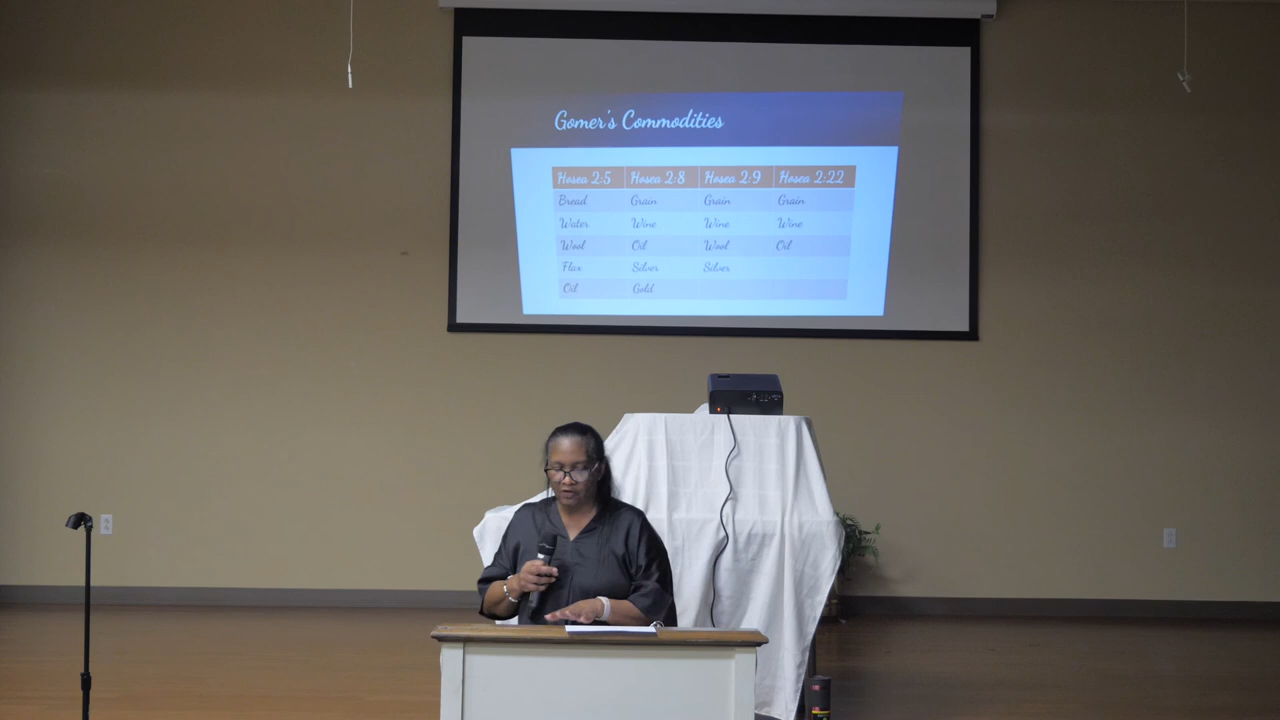 Gomer's Commodities
Hosea 2:5 Hosea 2:8 Hosea 2:9 Hosea 2:22
Bread Grain Grain Grain
Water Wine Wine Wine
Wool Oil Wool Oil
Flax Silver Silver
Oil Gold